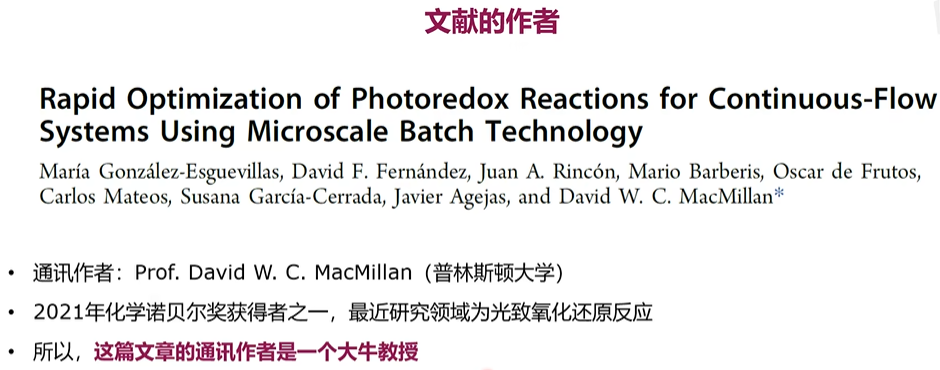 文献的作者
Rapid Optimization of Photoredox Reactions for Continuous-Flow
Systems Using Microscale Batch Technology
María González-Esguevillas, David F. Fernández, Juan A. Rincón, Mario Barberis, Oscar de Frutos,
Carlos Mateos, Susana García-Cerrada, Javier Agejas, and David W. C. MacMillan*
• 通讯作者：Prof. David W. C. MacMillan（普林斯顿大学）
• 2021年化学诺贝尔奖获得者之一，最近研究领域为光致氧化还原反应
• 所以，这篇文章的通讯作者是一个大牛教授